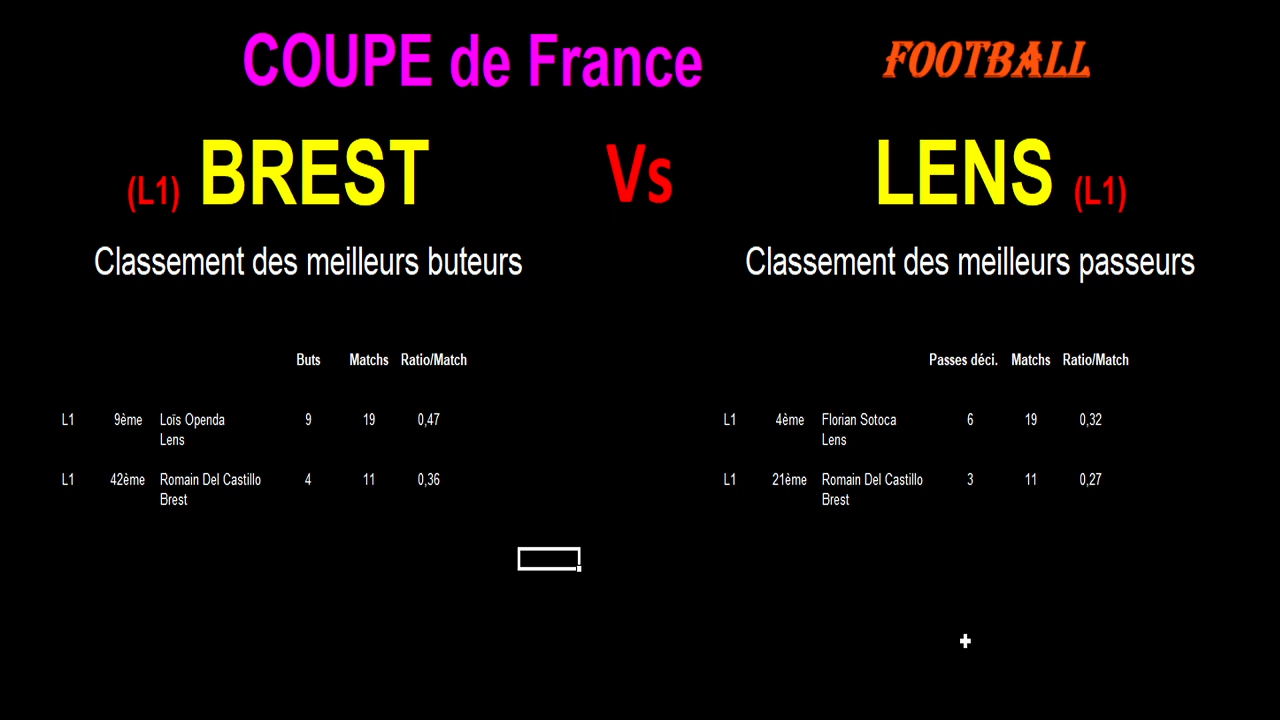 COUPE de France
FOOTBALL
(L1) BREST Vs LENS (L1)
Classement des meilleurs buteurs
Buts Matchs Ratio/Match
L1 9ème Loïs Openda 9 19 0,47
Lens
L1 42ème Romain Del Castillo 4 11 0,36
Brest
Classement des meilleurs passeurs
Passes déci. Matchs Ratio/Match
L1 4ème Florian Sotoca 6 19 0,32
Lens
L1 21ème Romain Del Castillo 3 11 0,27
Brest